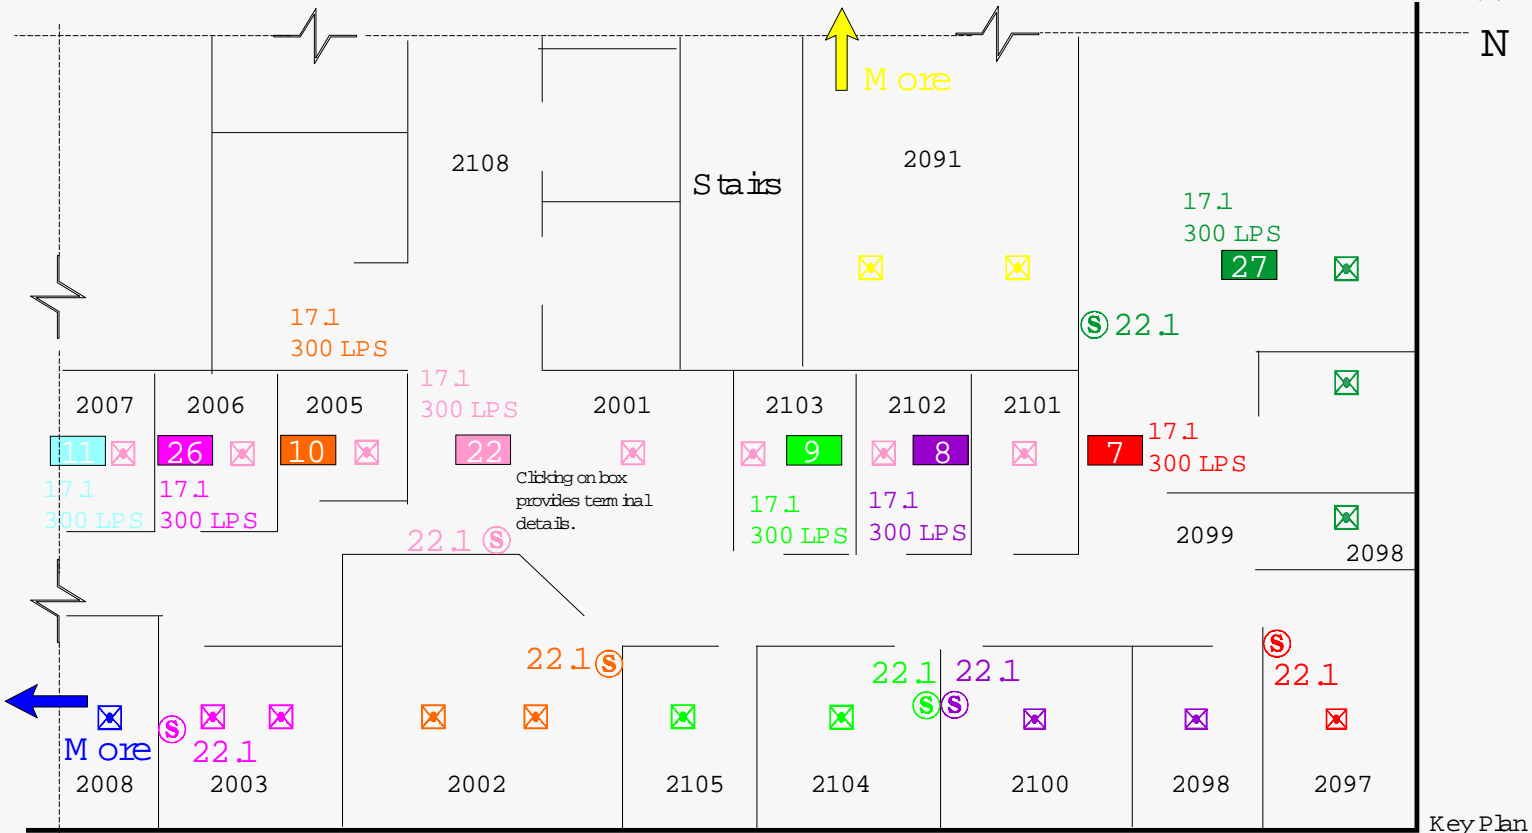 N
More
2108
2091
Stairs
17.1
300 LPS
27
22.1
S
17.1
300 LPS
17.1
300 LPS
2007
2006
2005
2001
2103
2102
2101
11
26
10
22
9
8
7
17.1
300 LPS
Clicking on box
provides terminal
details.
17.1
300 LPS
17.1
300 LPS
17.1
300 LPS
17.1
300 LPS
22.1
S
2099
2098
22.1
S
22.1
S
22.1
S
S
22.1
More
S
22.1
2008
2003
2002
2105
2104
2100
2098
2097
Key Plan